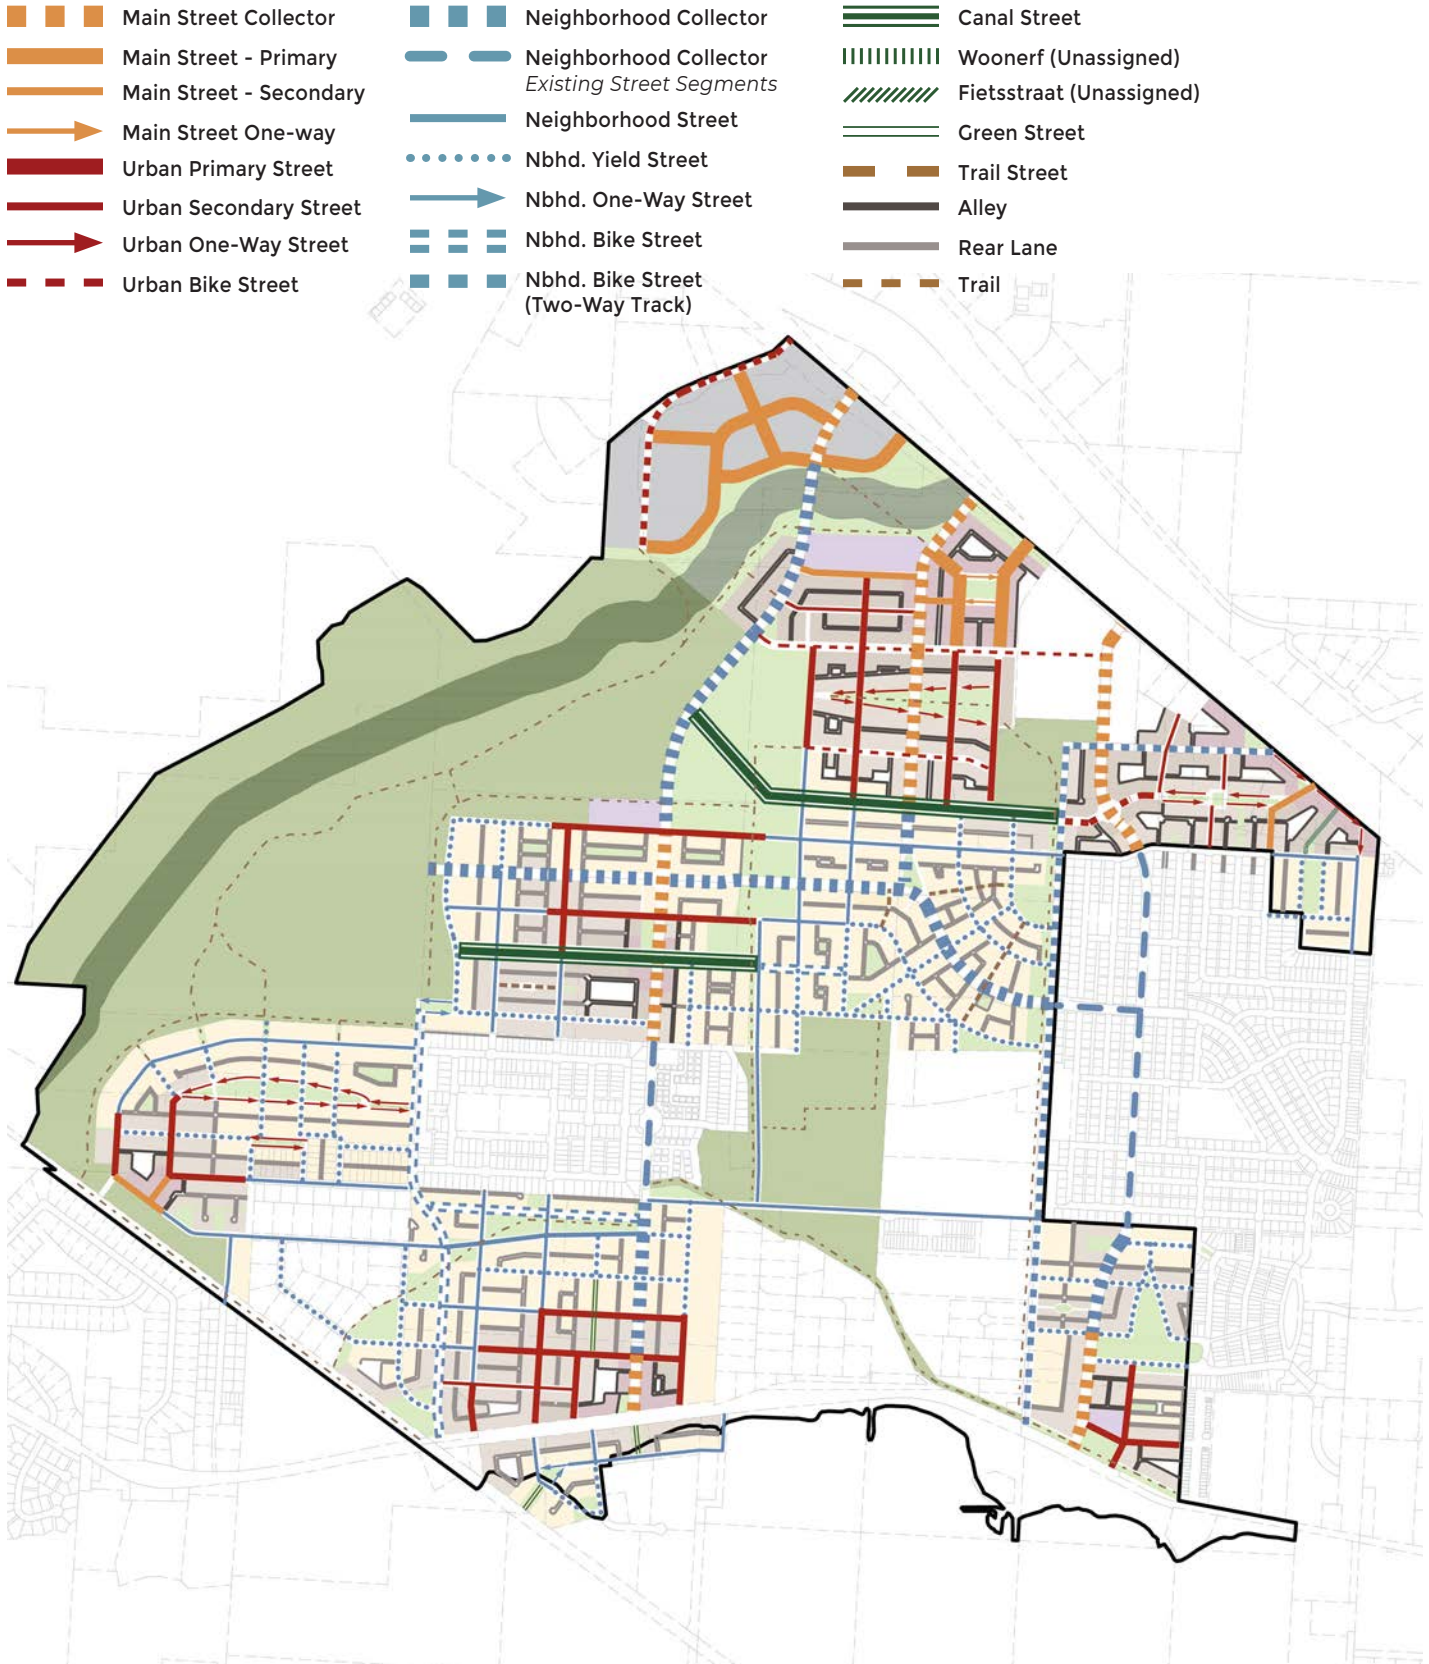 Main Street Collector
Main Street - Primary
Main Street - Secondary
Main Street One-way
Urban Primary Street
Urban Secondary Street
Urban One-Way Street
Urban Bike Street
Neighborhood Collector
Neighborhood Collector
Existing Street Segments
Neighborhood Street
Nbhd. Yield Street
Nbhd. One-Way Street
Nbhd. Bike Street
Nbhd. Bike Street
(Two-Way Track)
Canal Street
Woonerf (Unassigned)
Fietsstraat (Unassigned)
Green Street
Trail Street
Alley
Rear Lane
Trail